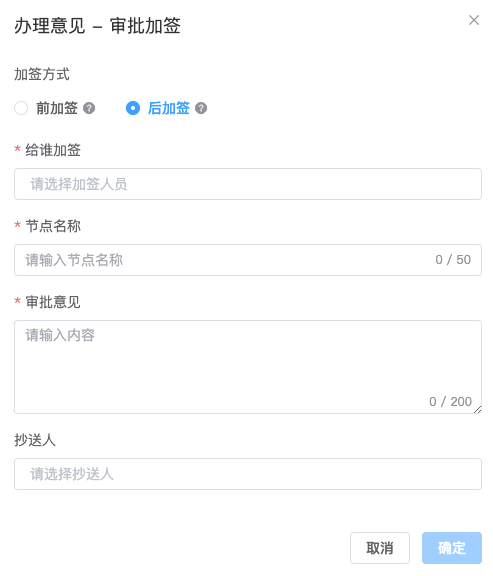 办理意见 – 审批加签
加签方式
前加签 ? 后加签 ?
* 给谁加签
请选择加签人员
* 节点名称
请输入节点名称 0 / 50
* 审批意见
请输入内容
0 / 200
抄送人
请选择抄送人
取消 确定